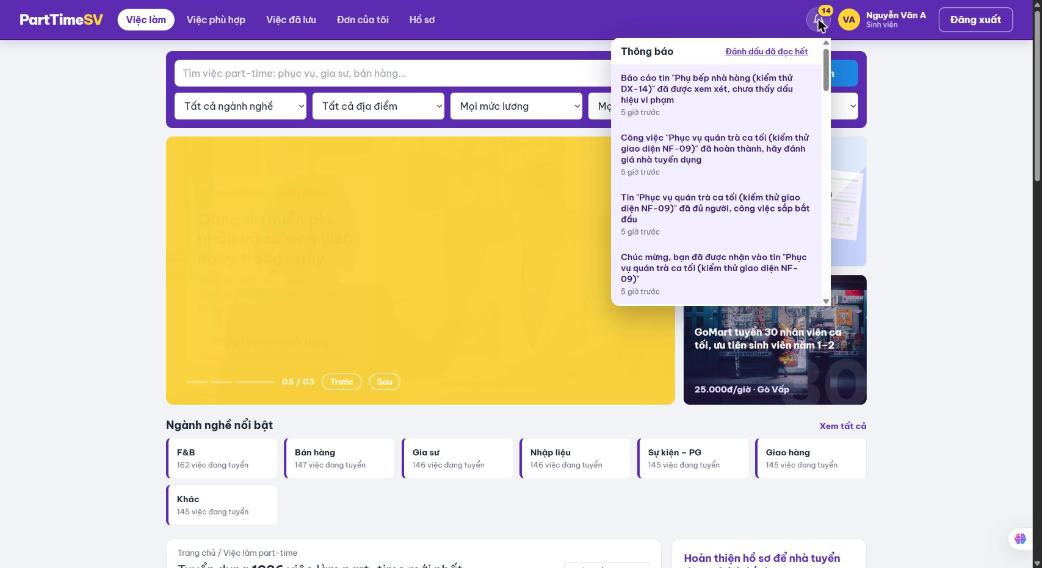 PartTimeSV
Việc làm
Việc phù hợp
Việc đã lưu
Đơn của tôi
Hồ sơ
14
VA
Nguyễn Văn A
Sinh viên
Đăng xuất
Tìm việc part-time: phục vụ, gia sư, bán hàng...
Tất cả ngành nghề
Tất cả địa điểm
Mọi mức lương
Thông báo
Đánh dấu đã đọc hết
Báo cáo tin "Phụ bếp nhà hàng (kiểm thử
DX-14)" đã được xem xét, chưa thấy dấu
hiệu vi phạm
5 giờ trước
Công việc "Phục vụ quán trà ca tối (kiểm thử
giao diện NF-09)" đã hoàn thành, hãy đánh
giá nhà tuyển dụng
5 giờ trước
Tin "Phục vụ quán trà ca tối (kiểm thử giao
diện NF-09)" đã đủ người, công việc sắp bắt
đầu
5 giờ trước
Chúc mừng, bạn đã được nhận vào tin "Phục
vụ quán trà ca tối (kiểm thử giao diện NF-
09)"
5 giờ trước
03 / 03
Trước
Sau
GoMart tuyển 30 nhân viên ca
tối, ưu tiên sinh viên năm 1–2
25.000đ/giờ · Gò Vấp
30
Ngành nghề nổi bật
Xem tất cả
F&B
162 việc đang tuyển
Bán hàng
147 việc đang tuyển
Gia sư
146 việc đang tuyển
Nhập liệu
146 việc đang tuyển
Sự kiện – PG
145 việc đang tuyển
Giao hàng
145 việc đang tuyển
Khác
145 việc đang tuyển
Trang chủ / Việc làm part-time
Tuyển dụng 1036 việc làm part-time mới nhất
Hoàn thiện hồ sơ để nhà tuyển